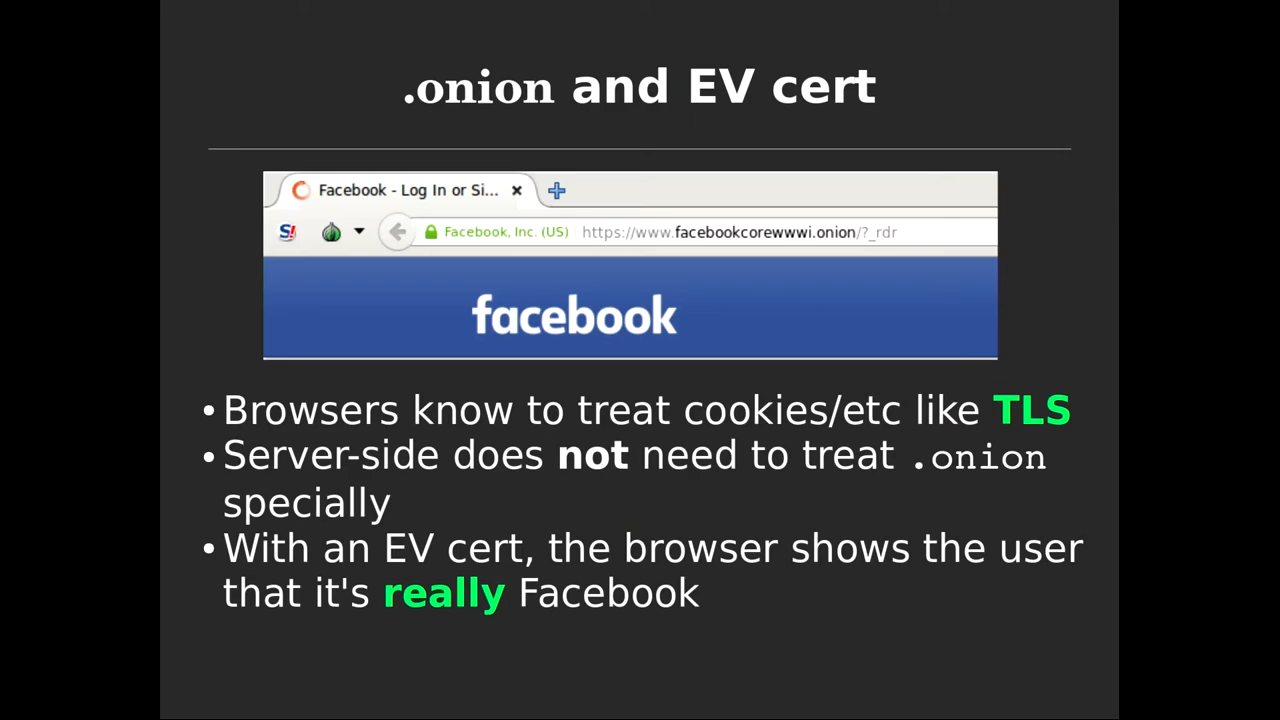 .onion and EV cert
Facebook - Log In or Si...
S!
Facebook, Inc. (US) https://www.facebookcorewwwi.onion/?_rdr
facebook
• Browsers know to treat cookies/etc like TLS
• Server-side does not need to treat .onion
specially
• With an EV cert, the browser shows the user
that it's really Facebook